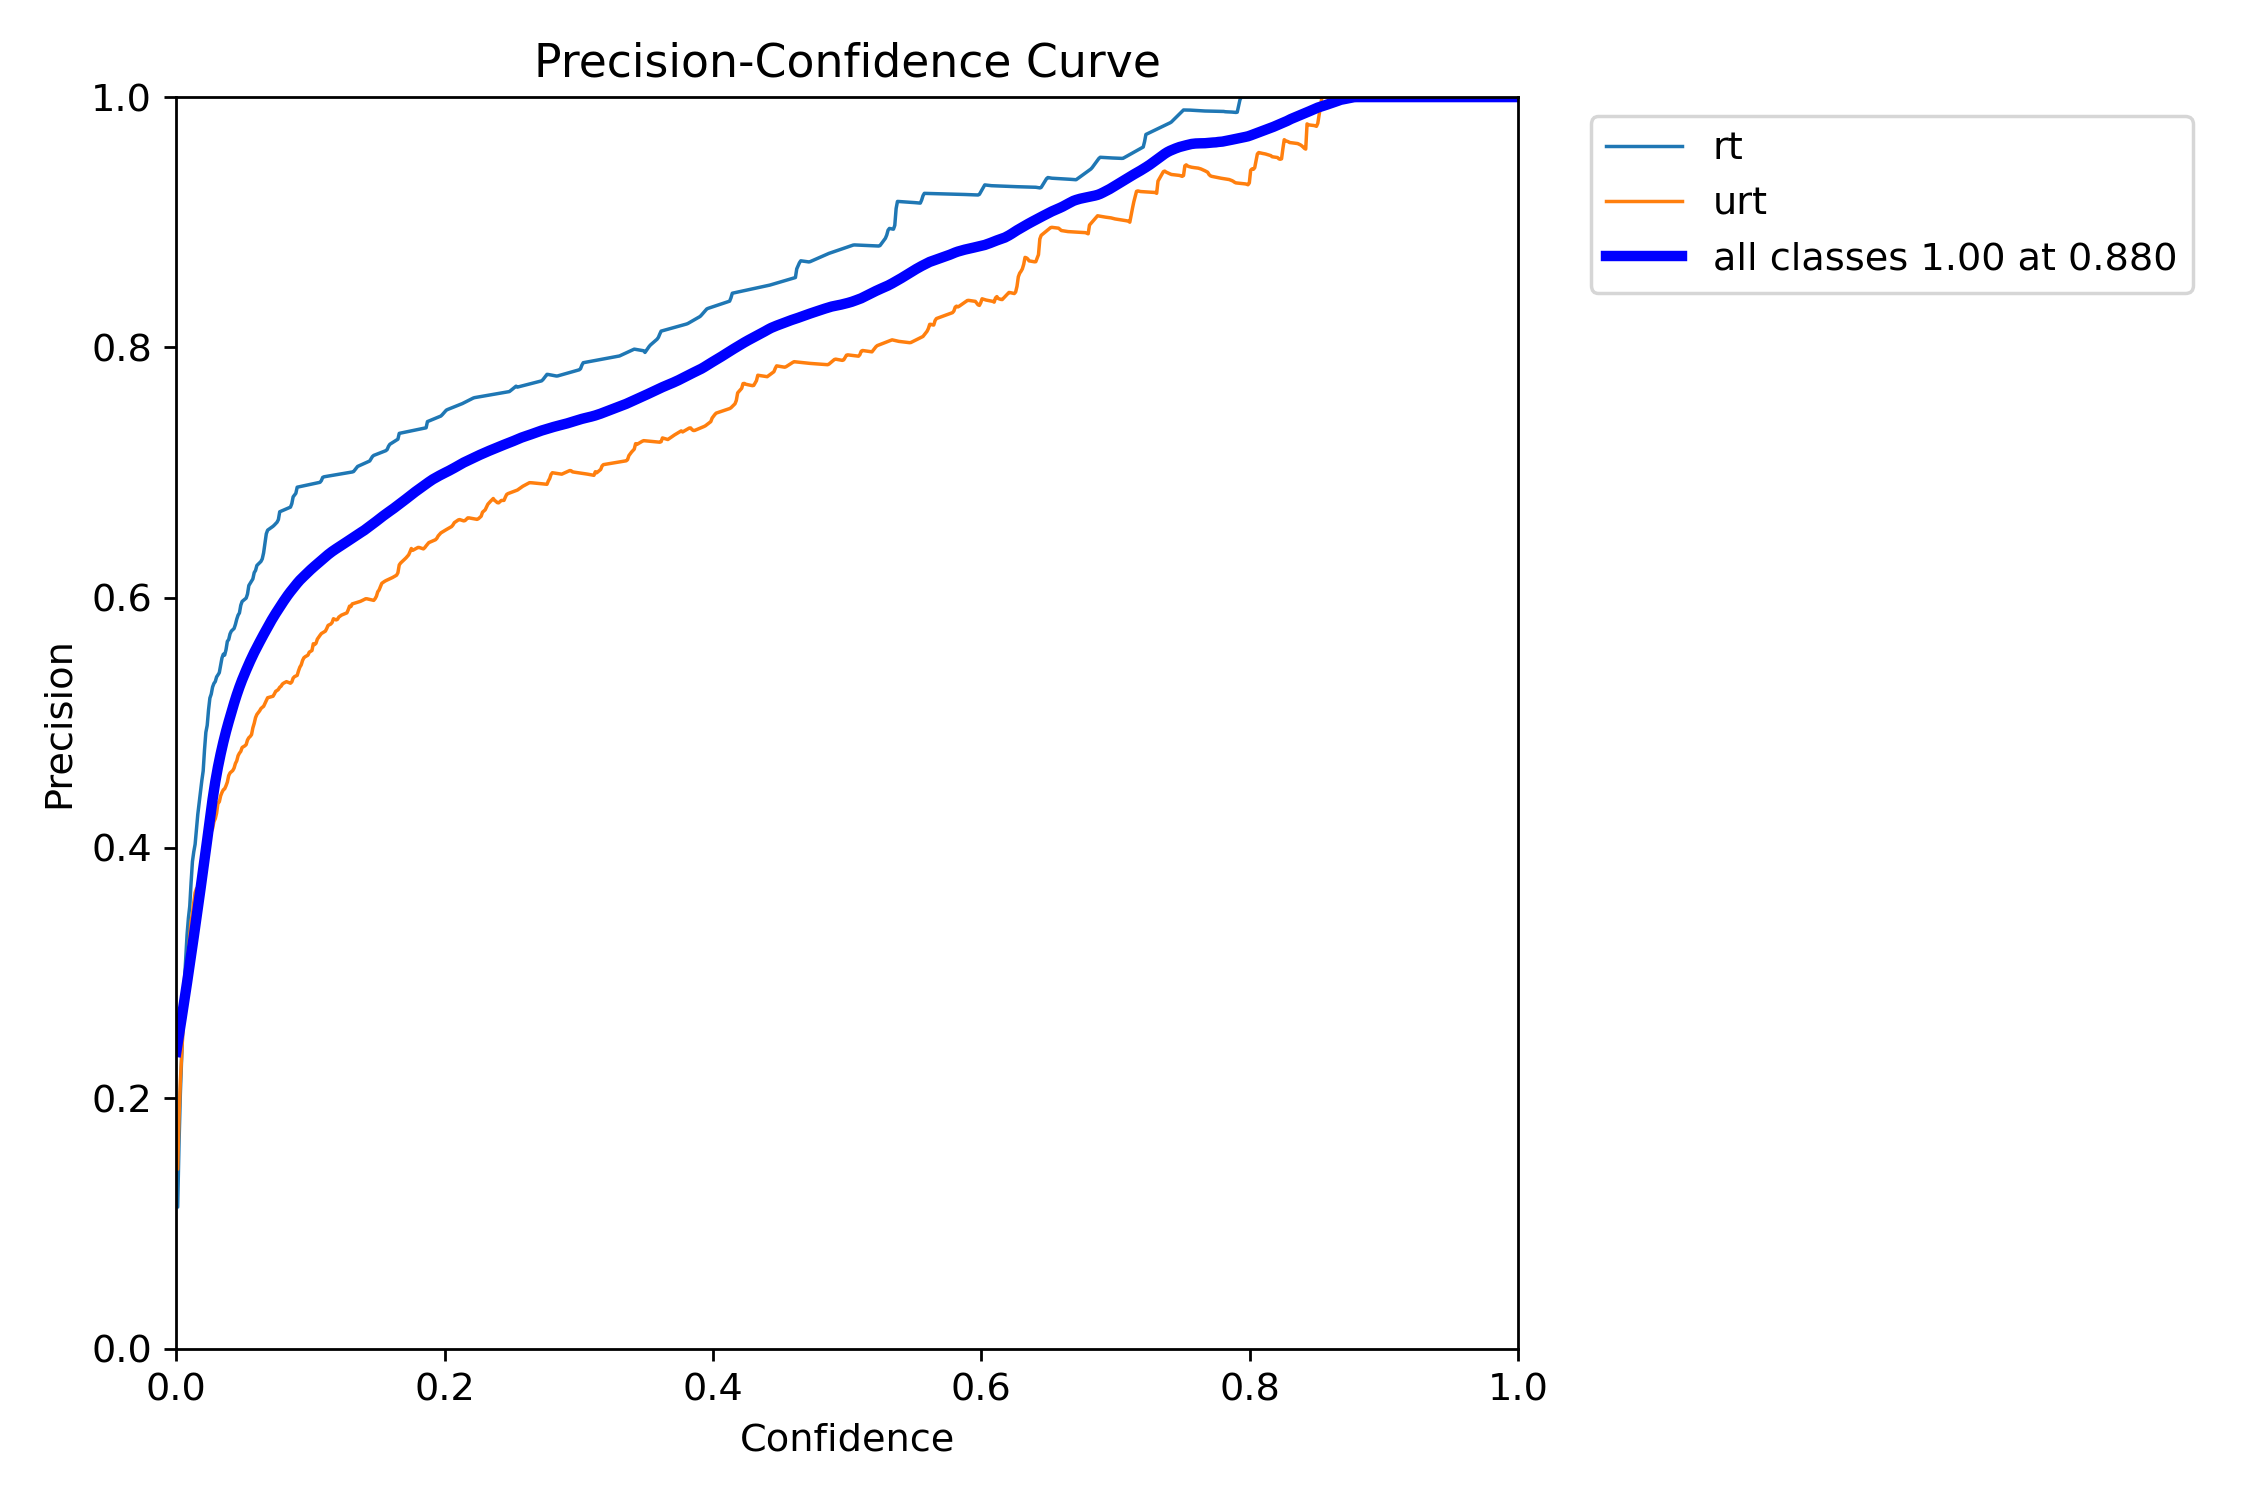 Precision-Confidence Curve
1.0
0.8
0.6
0.4
0.2
0.0
Precision
0.0 0.2 0.4 0.6 0.8 1.0
Confidence
rt
urt
all classes 1.00 at 0.880